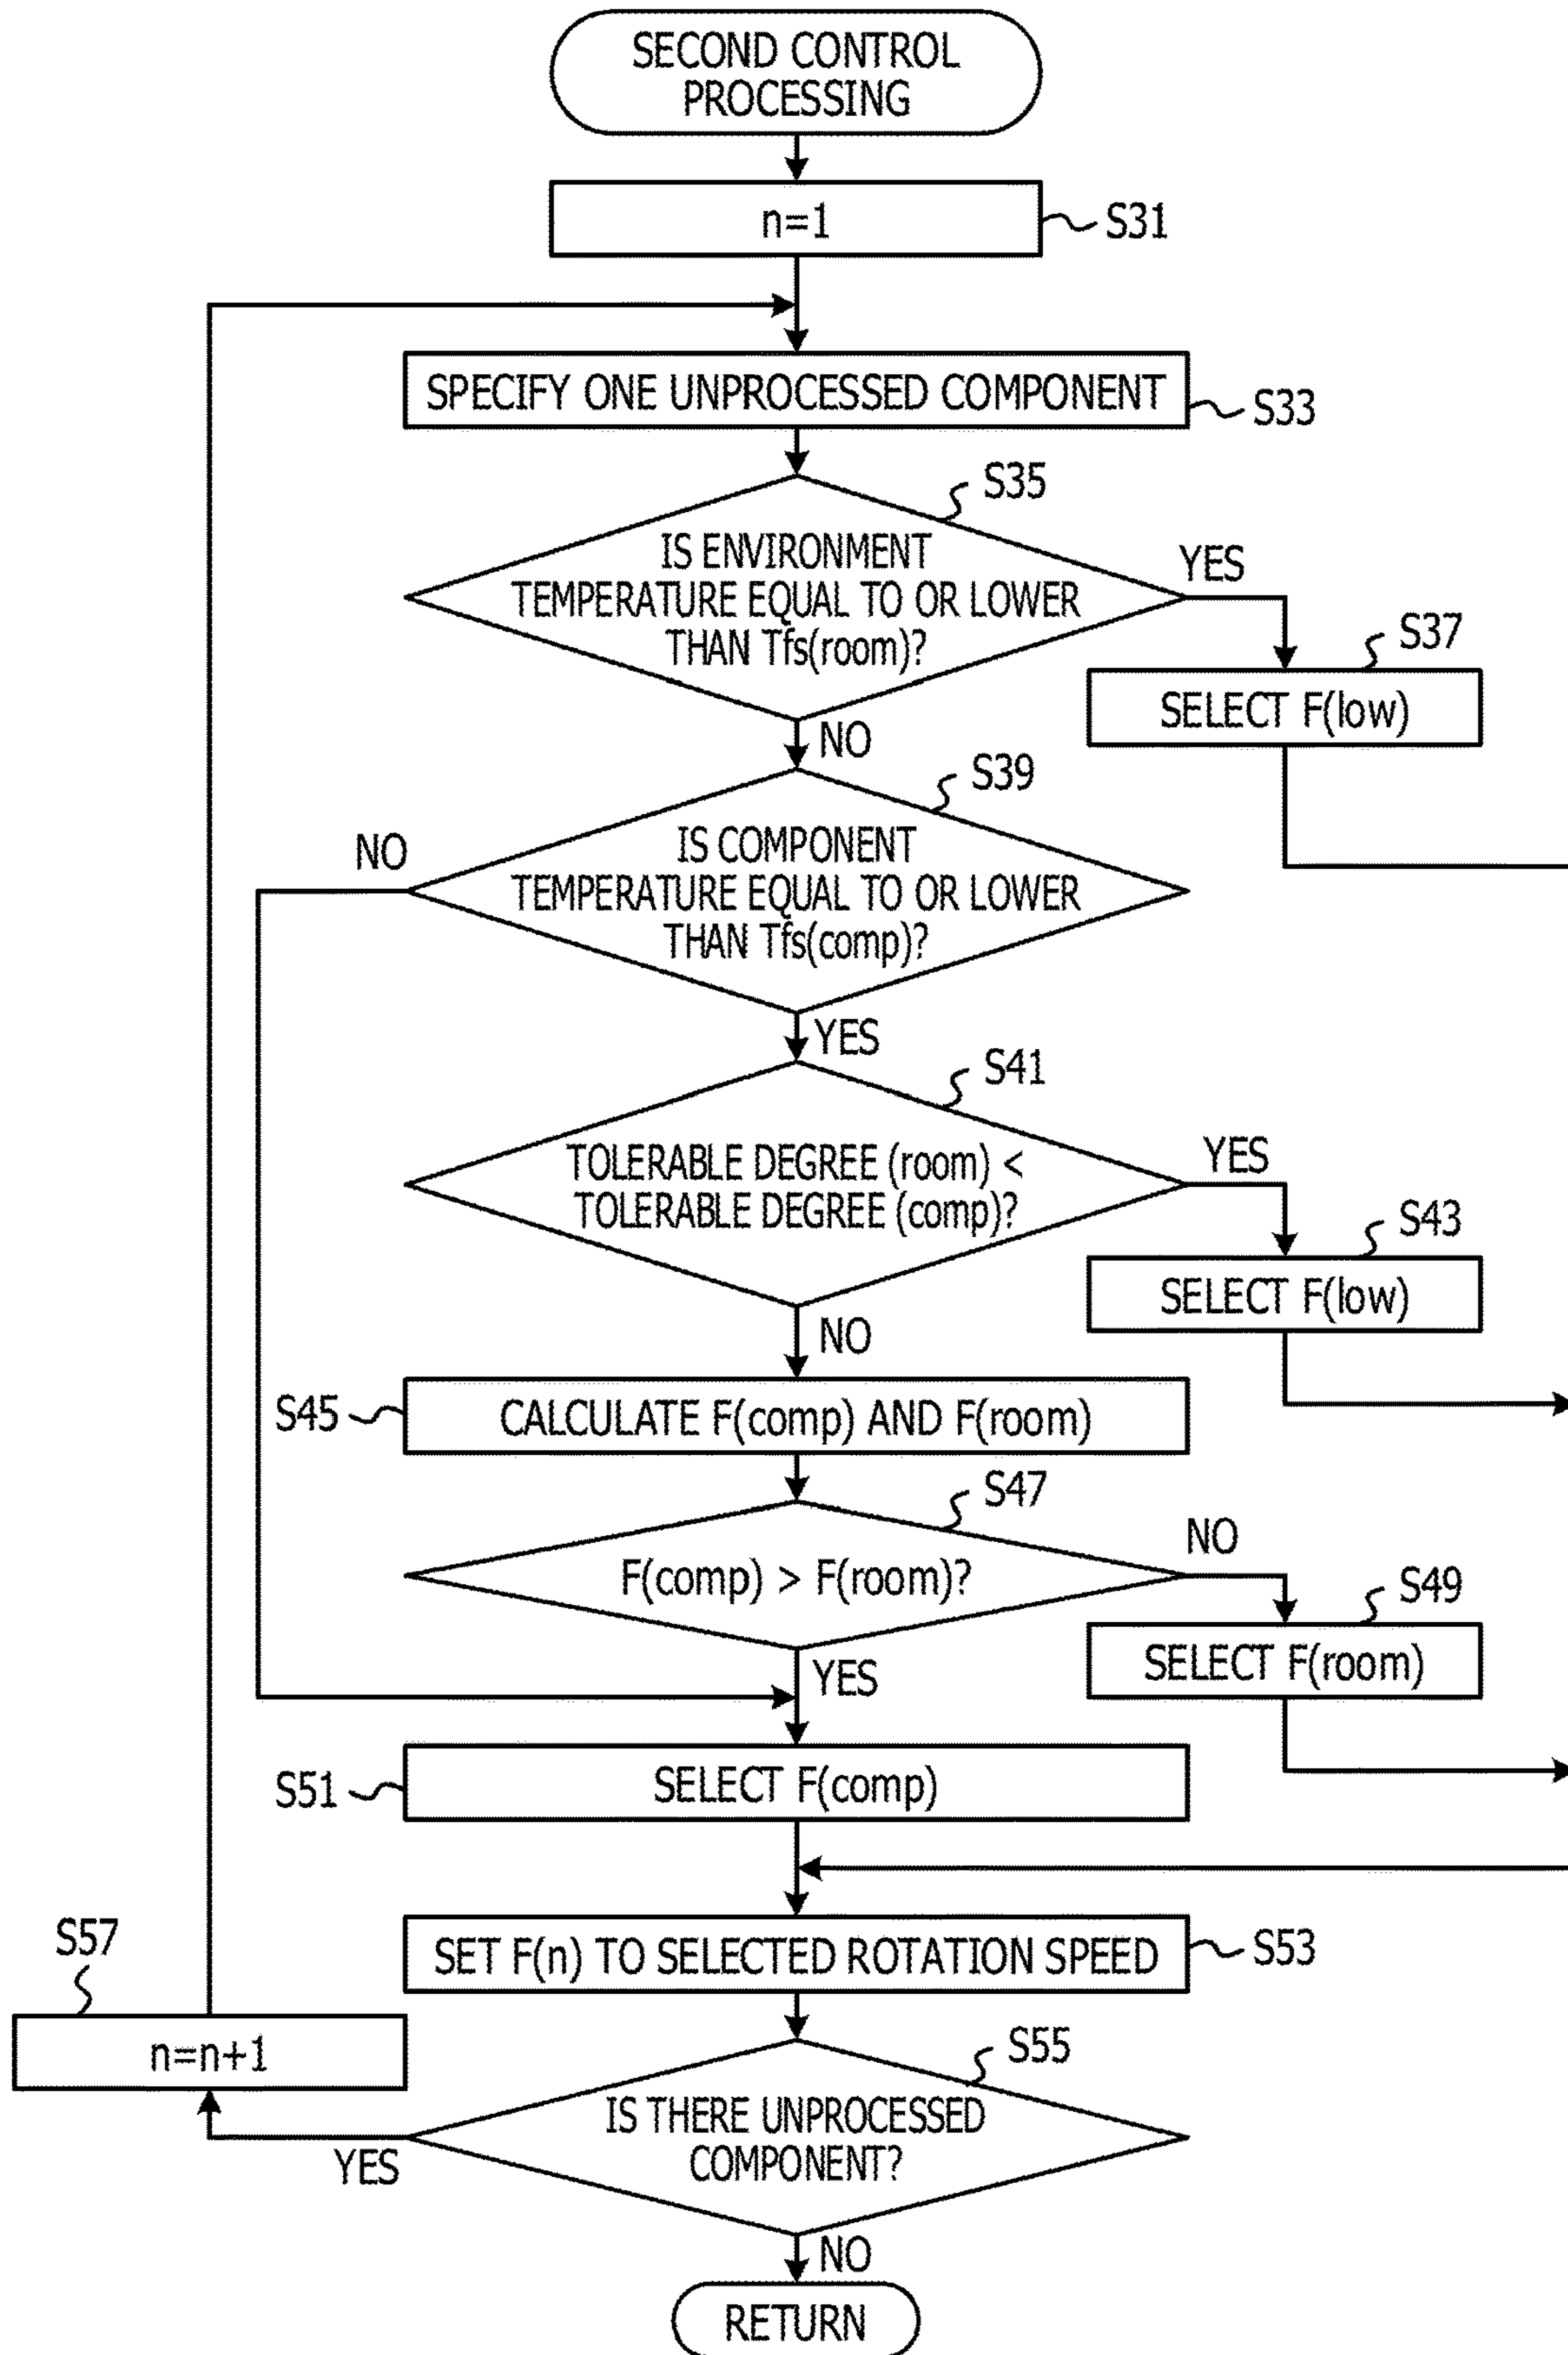 SECOND CONTROL
PROCESSING
n=1
S31
SPECIFY ONE UNPROCESSED COMPONENT
S33
S35
IS ENVIRONMENT
TEMPERATURE EQUAL TO OR LOWER
THAN Tfs(room)?
YES
S37
SELECT F(low)
NO
S39
NO
IS COMPONENT
TEMPERATURE EQUAL TO OR LOWER
THAN Tfs(comp)?
YES
S41
TOLERABLE DEGREE (room) <
TOLERABLE DEGREE (comp)?
YES
S43
SELECT F(low)
NO
S45
CALCULATE F(comp) AND F(room)
S47
F(comp) > F(room)?
NO
S49
SELECT F(room)
YES
S51
SELECT F(comp)
SET F(n) TO SELECTED ROTATION SPEED
S53
S57
n=n+1
S55
IS THERE UNPROCESSED
COMPONENT?
YES
NO
RETURN